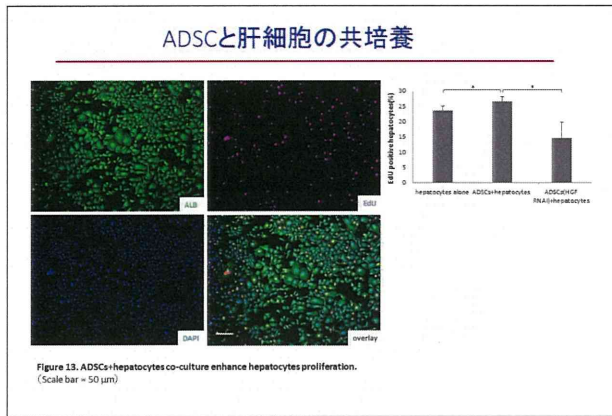 ADSCと肝細胞の共培養
ALB
EdU
DAPI
overlay
EdU positive hepatocytes(%)
30
25
20
15
10
5
0
*
*
hepatocytes alone
ADSCs+hepatocytes
ADSCs(HGF
RNAi)+hepatocytes
Figure 13. ADSCs+hepatocytes co-culture enhance hepatocytes proliferation.
(Scale bar = 50 μm)